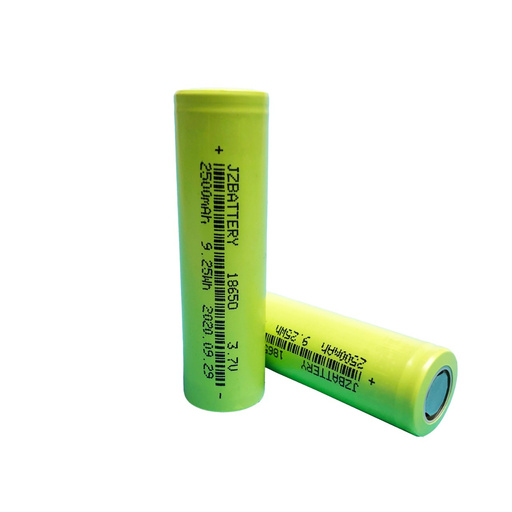 + JZBATTERY 18650 3.7V -
2500mAh 9.25Wh 2020.09.29
+ JZBATTERY 1865
2500mAh 9.25Wh